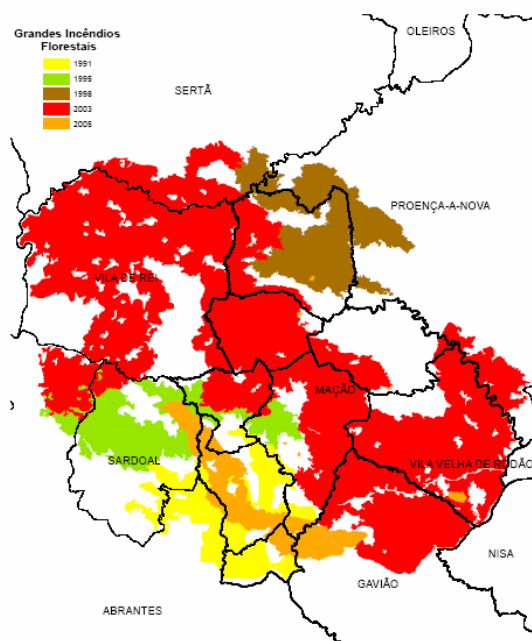 Grandes Incêndios
Florestais
1991
1995
1998
2003
2005
OLEIROS
SERTÃ
PROENÇA-A-NOVA
VILA DE REI
MAÇÃO
SARDOAL
VILA VELHA DE RODÃO
NISA
GAVIÃO
ABRANTES